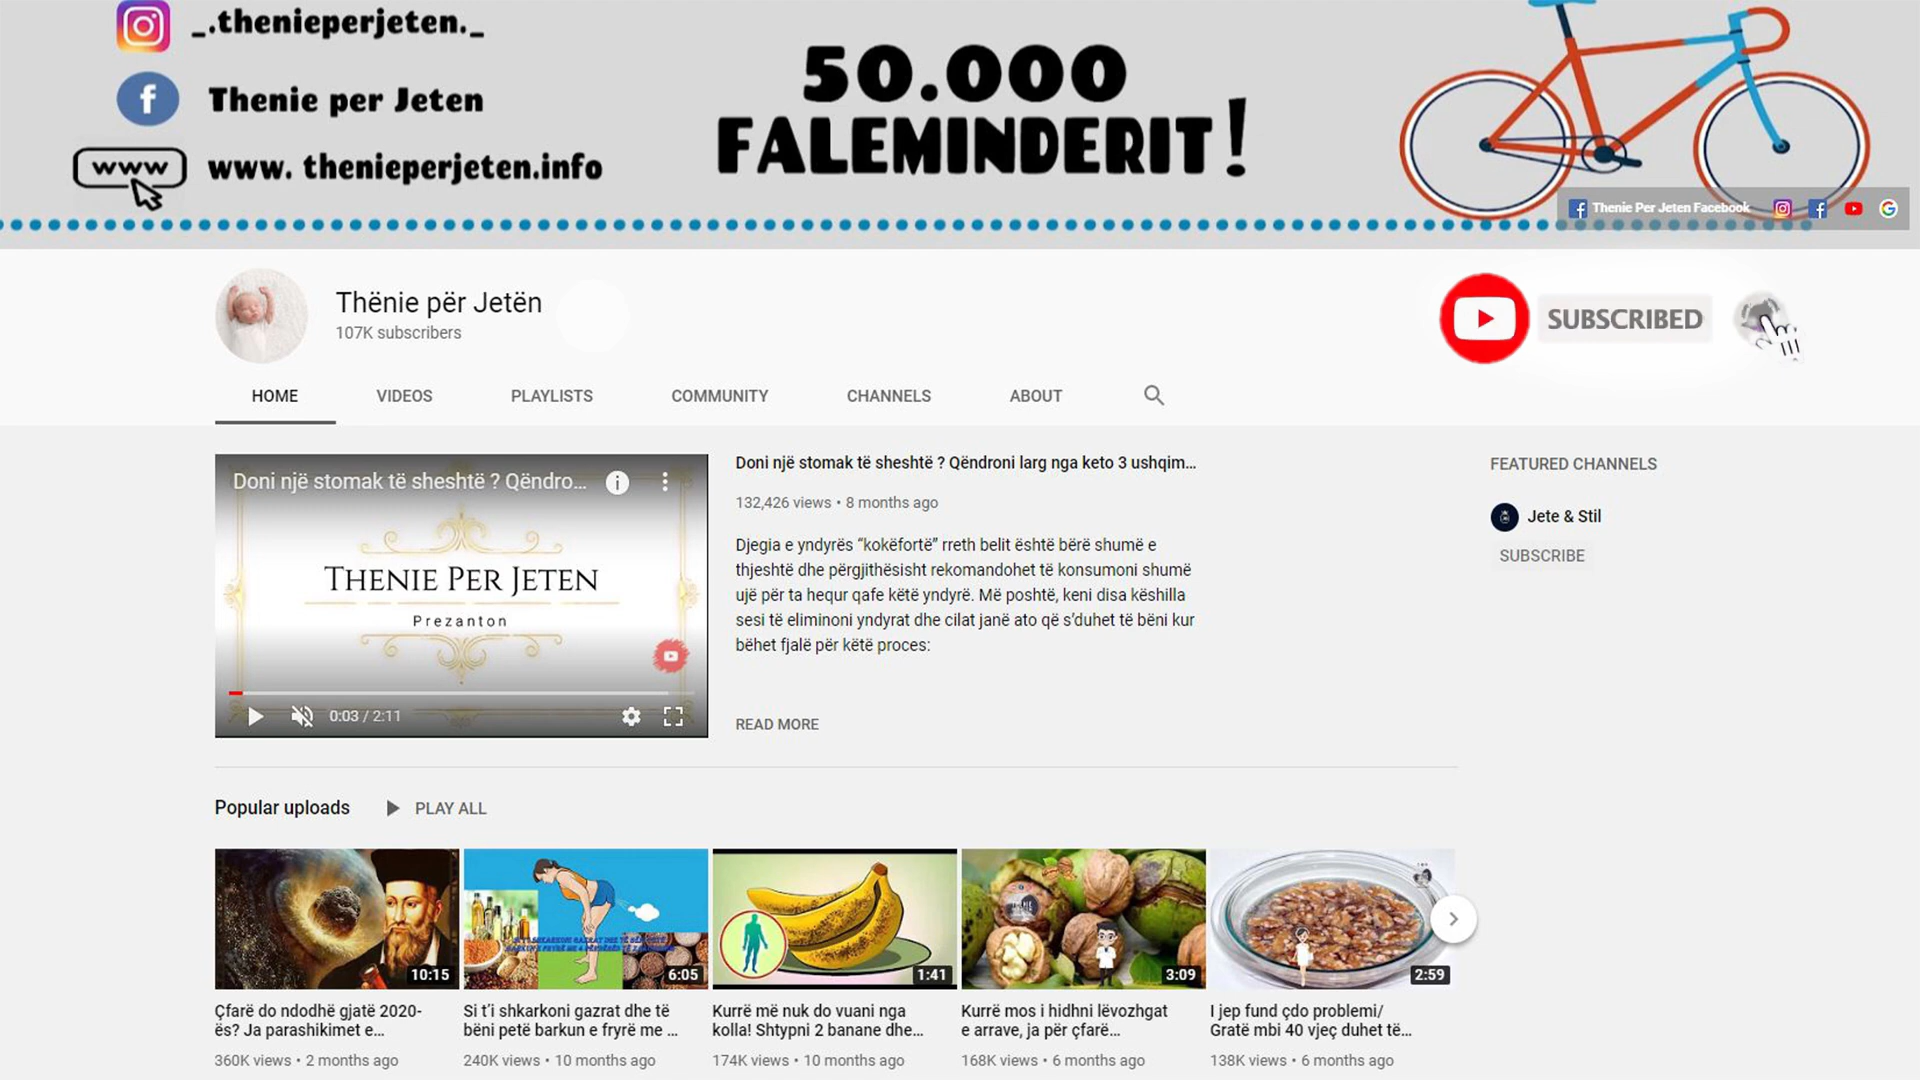 _.thenieperjeten._
Thenie per Jeten
www
www. thenieperjeten.info
50.000
FALEMINDERIT!
Thenie Per Jeten Facebook
Thënie për Jetën
107K subscribers
SUBSCRIBED
HOME
VIDEOS
PLAYLISTS
COMMUNITY
CHANNELS
ABOUT
Doni një stomak të sheshtë ? Qëndro...
THENIE PER JETEN
Prezanton
0:03 / 2:11
Doni një stomak të sheshtë ? Qëndroni larg nga keto 3 ushqim...
132,426 views • 8 months ago
Djegia e yndyrës “kokëfortë” rreth belit është bërë shumë e
thjeshtë dhe përgjithësisht rekomandohet të konsumoni shumë
ujë për ta hequr qafe këtë yndyrë. Më poshtë, keni disa këshilla
sesi të eliminoni yndyrat dhe cilat janë ato që s’duhet të bëni kur
bëhet fjalë për këtë proces:
READ MORE
FEATURED CHANNELS
Jete & Stil
SUBSCRIBE
Popular uploads
PLAY ALL
10:15
6:05
1:41
3:09
2:59
Çfarë do ndodhë gjatë 2020-
ës? Ja parashikimet e...
360K views • 2 months ago
Si t’i shkarkoni gazrat dhe të
bëni petë barkun e fryrë me ...
240K views • 10 months ago
Kurrë më nuk do vuani nga
kolla! Shtypni 2 banane dhe...
174K views • 10 months ago
Kurrë mos i hidhni lëvozhgat
e arrave, ja për çfarë...
168K views • 6 months ago
I jep fund çdo problemi/
Gratë mbi 40 vjeç duhet të...
138K views • 6 months ago